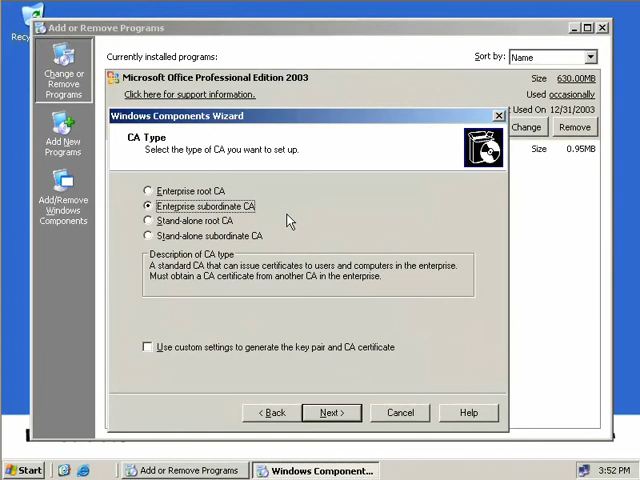 Recyc
Add or Remove Programs
Change or
Remove
Programs
Add New
Programs
Add/Remove
Windows
Components
Currently installed programs:
Sort by:
Name
Microsoft Office Professional Edition 2003
Size
630.00MB
Click here for support information.
Used
occasionally
t Used On
12/31/2003
Change
Remove
Size
0.95MB
Windows Components Wizard
CA Type
Select the type of CA you want to set up.
Enterprise root CA
Enterprise subordinate CA
Stand-alone root CA
Stand-alone subordinate CA
Description of CA type
A standard CA that can issue certificates to users and computers in the enterprise.
Must obtain a CA certificate from another CA in the enterprise.
Use custom settings to generate the key pair and CA certificate
< Back
Next >
Cancel
Help
Start
Add or Remove Programs
Windows Component...
3:52 PM